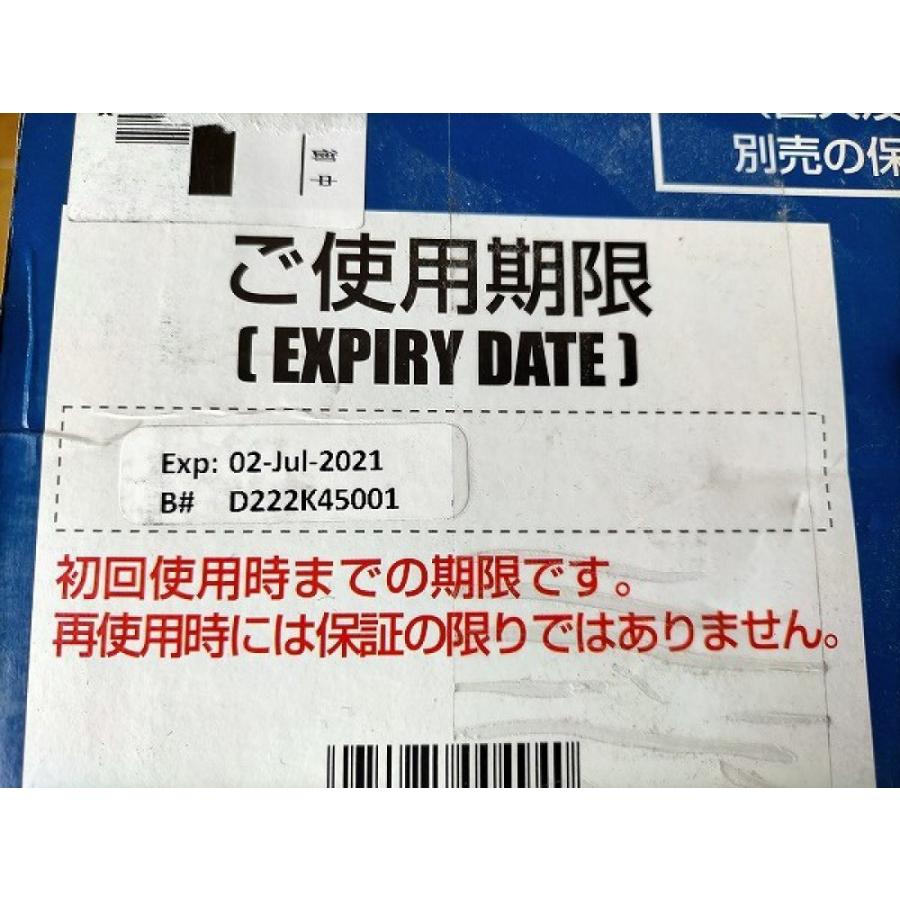 別売の保
ご使用期限
( EXPIRY DATE )
Exp: 02-Jul-2021
B# D222K45001
初回使用時までの期限です。
再使用時には保証の限りではありません。